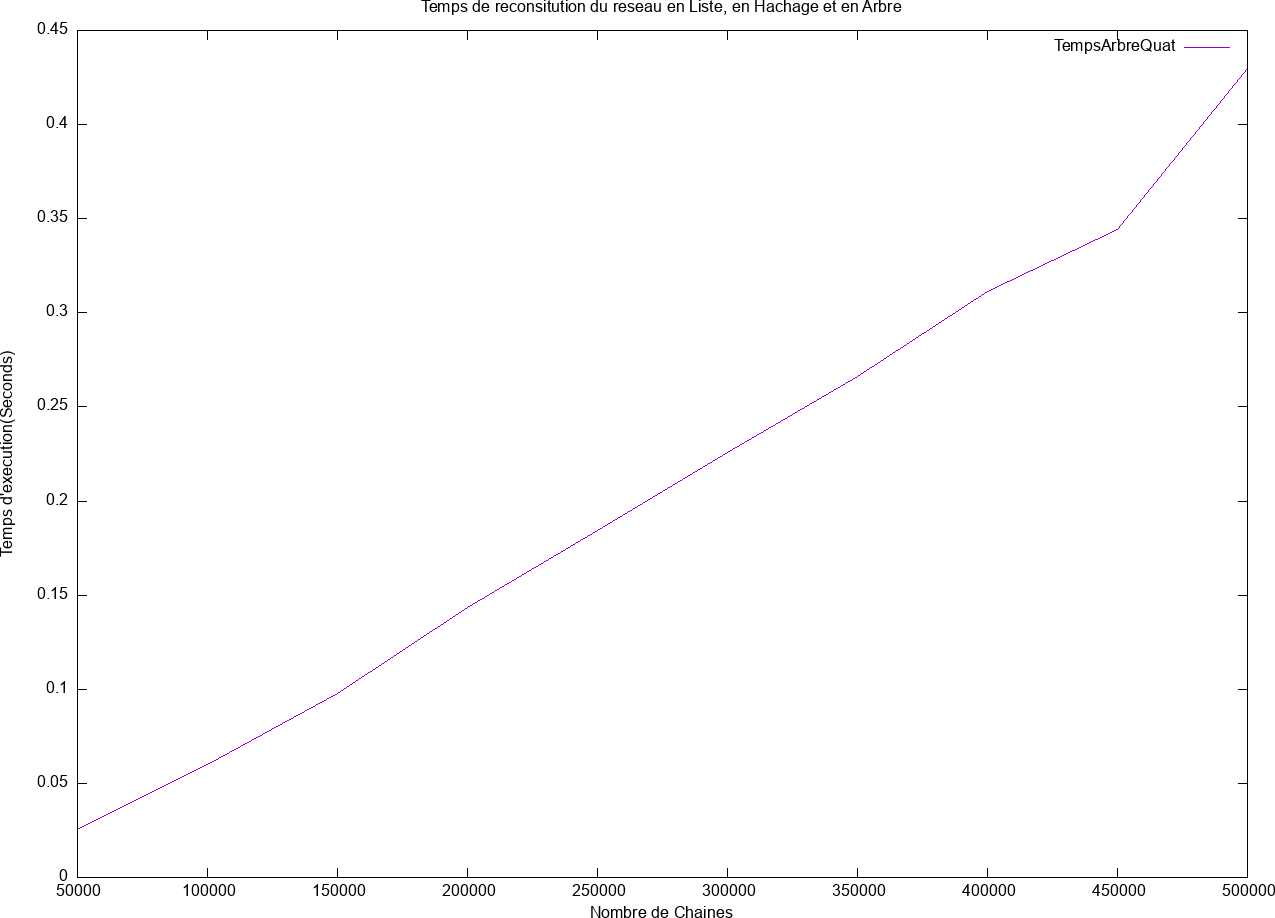 Temps de reconsitution du reseau en Liste, en Hachage et en Arbre
TempsArbreQuat
0.45
0.4
0.35
0.3
0.25
0.2
0.15
0.1
0.05
0
Temps d'execution(Seconds)
50000 100000 150000 200000 250000 300000 350000 400000 450000 500000
Nombre de Chaines